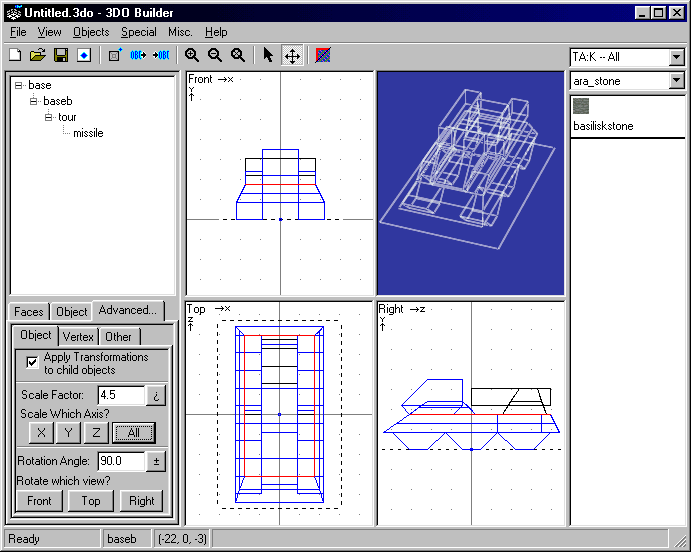 Untitled.3do - 3DO Builder
File View Objects Special Misc. Help
OBJ OBJ
TA:K -- All
ara_stone
basiliskstone
base
baseb
tour
missile
Front →x
Y
Top →x
z
Right →z
Y
Faces Object Advanced...
Object Vertex Other
Apply Transformations
to child objects
Scale Factor: 4.5 ¿
Scale Which Axis?
X Y Z All
Rotation Angle: 90.0 ±
Rotate which view?
Front Top Right
Ready baseb (-22, 0, -3)